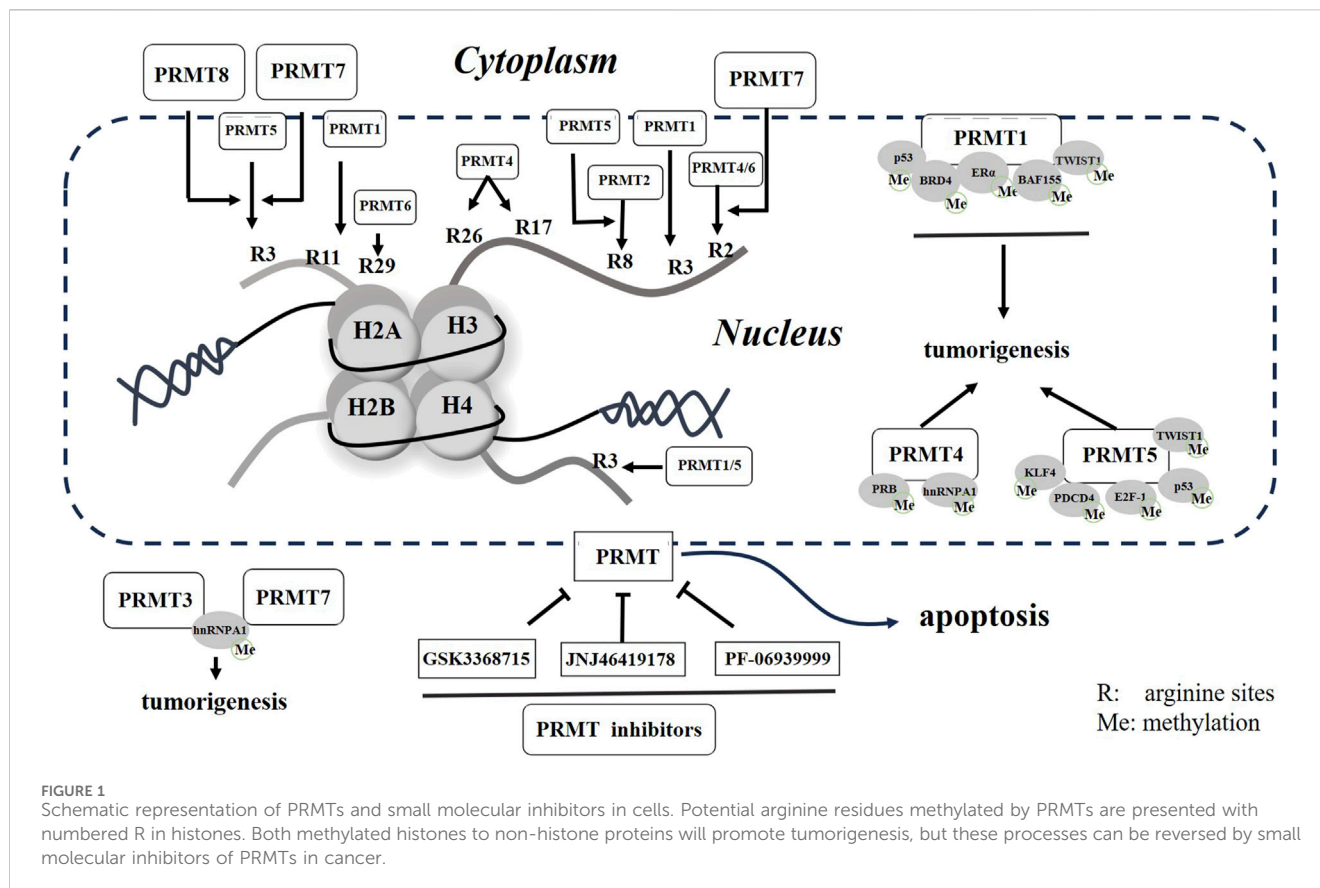 Cytoplasm
PRMT8
PRMT7
PRMT5
PRMT1
PRMT6
R3
R11
R29
PRMT4
R26
R17
PRMT5
PRMT2
PRMT1
PRMT4/6
PRMT7
R8
R3
R2
H2A
H3
H2B
H4
R3
PRMT1/5
Nucleus
PRMT1
p53
Me
BRD4
Me
ERα
Me
BAF155
Me
TWIST1
Me
tumorigenesis
PRMT4
PRB
Me
hnRNPA1
Me
PRMT5
TWIST1
Me
KLF4
Me
PDCD4
Me
E2F-1
Me
p53
Me
PRMT3
PRMT7
hnRNPA1
Me
tumorigenesis
PRMT
apoptosis
GSK3368715
JNJ46419178
PF-06939999
PRMT inhibitors
R: arginine sites
Me: methylation
FIGURE 1
Schematic representation of PRMTs and small molecular inhibitors in cells. Potential arginine residues methylated by PRMTs are presented with
numbered R in histones. Both methylated histones to non-histone proteins will promote tumorigenesis, but these processes can be reversed by small
molecular inhibitors of PRMTs in cancer.